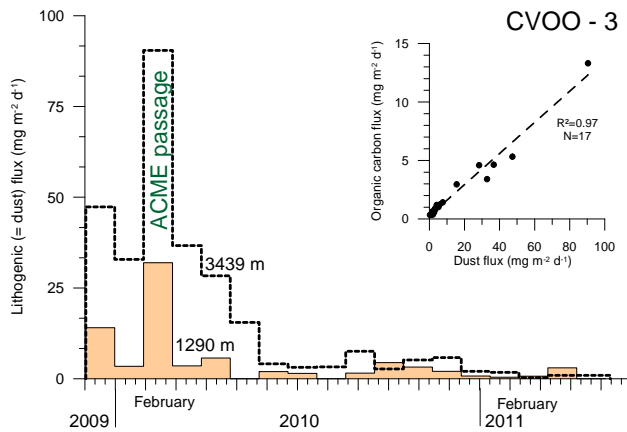 CVOO - 3
100
75
50
25
0
Lithogenic (= dust) flux (mg m⁻² d⁻¹)
ACME passage
3439 m
1290 m
February
February
2009
2010
2011
15
10
5
0
Organic carbon flux (mg m⁻² d⁻¹)
R²=0.97
N=17
0 20 40 60 80 100
Dust flux (mg m⁻² d⁻¹)